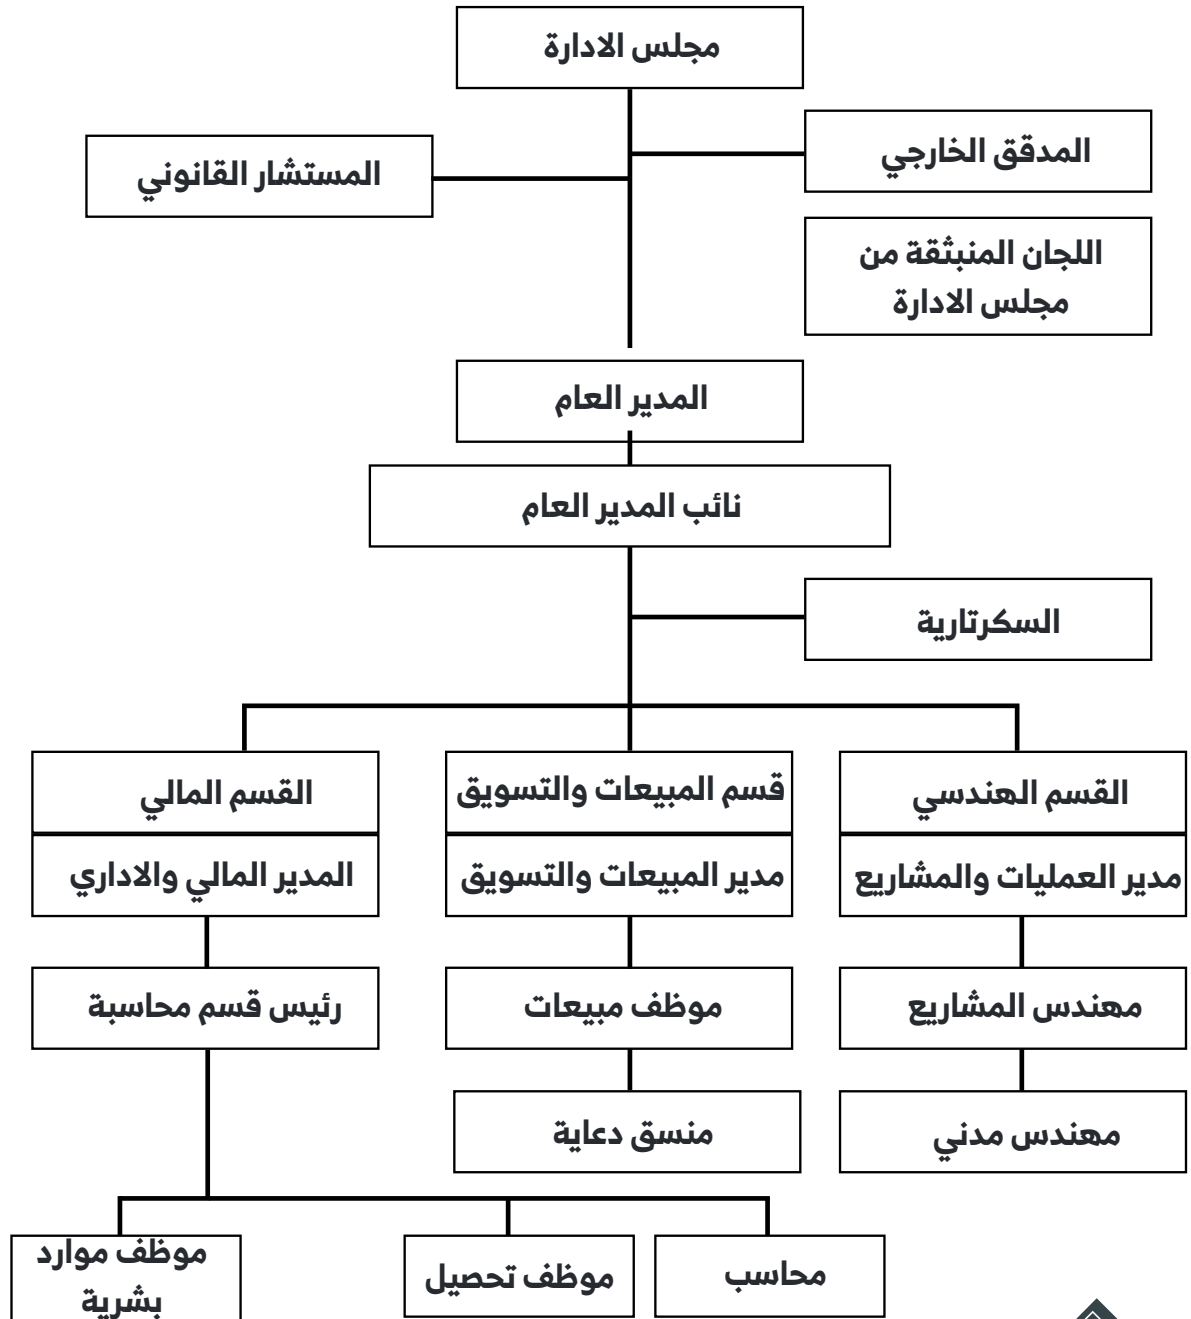 مجلس الادارة
المدقق الخارجي
المستشار القانوني
اللجان المنبثقة من
مجلس الادارة
المدير العام
نائب المدير العام
السكرتارية
القسم الهندسي
قسم المبيعات والتسويق
القسم المالي
مدير العمليات والمشاريع
مدير المبيعات والتسويق
المدير المالي والاداري
مهندس المشاريع
موظف مبيعات
رئيس قسم محاسبة
مهندس مدني
منسق دعاية
محاسب
موظف تحصيل
موظف موارد
بشرية